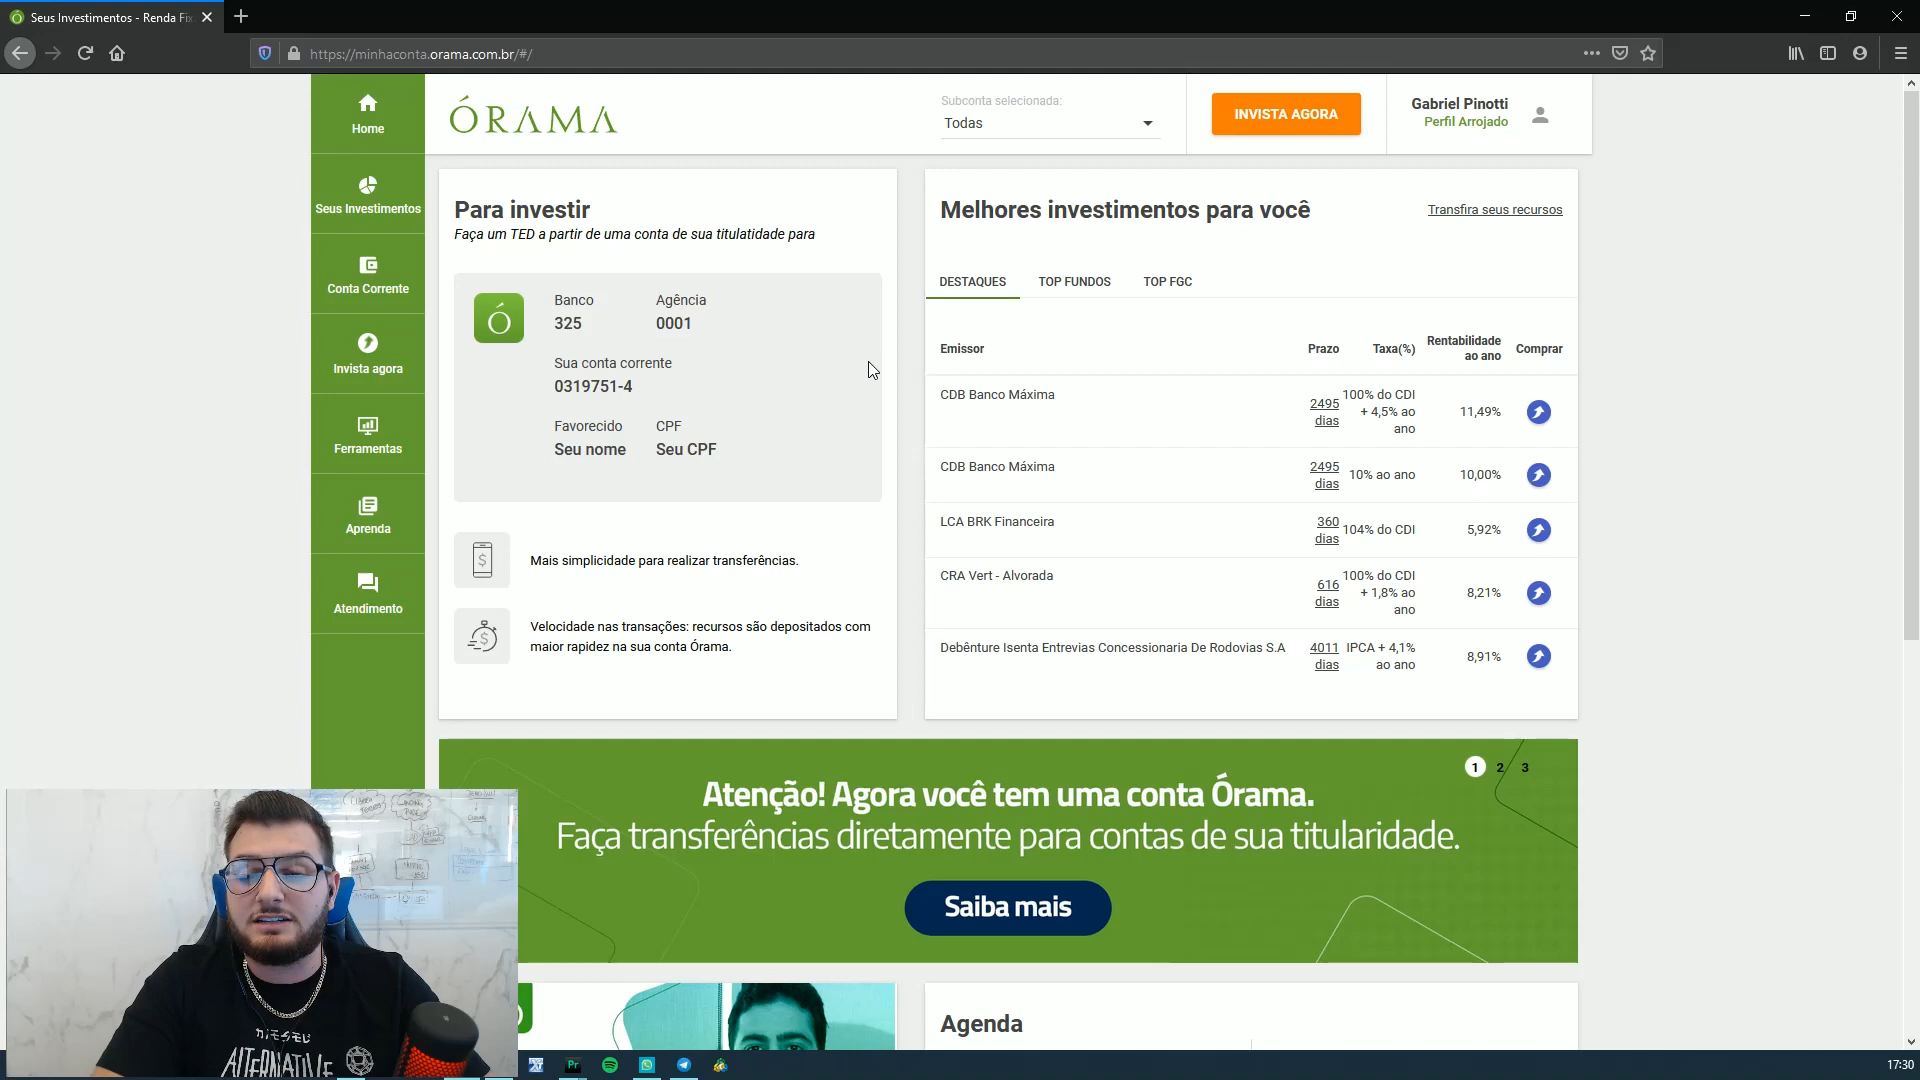 Seus Investimentos - Renda Fix
https://minhaconta.orama.com.br/#/
Home
Seus Investimentos
Conta Corrente
Invista agora
Ferramentas
Aprenda
Atendimento
ÓRAMA
Subconta selecionada:
Todas
INVISTA AGORA
Gabriel Pinotti
Perfil Arrojado
Para investir
Faça um TED a partir de uma conta de sua titulatidade para
Ó
Banco Agência
325 0001
Sua conta corrente
0319751-4
Favorecido CPF
Seu nome Seu CPF
Mais simplicidade para realizar transferências.
Velocidade nas transações: recursos são depositados com
maior rapidez na sua conta Órama.
Melhores investimentos para você
Transfira seus recursos
DESTAQUES TOP FUNDOS TOP FGC
Emissor Prazo Taxa(%) Rentabilidade ao ano Comprar
CDB Banco Máxima 2495 dias 100% do CDI + 4,5% ao ano 11,49%
CDB Banco Máxima 2495 dias 10% ao ano 10,00%
LCA BRK Financeira 360 dias 104% do CDI 5,92%
CRA Vert - Alvorada 616 dias 100% do CDI + 1,8% ao ano 8,21%
Debênture Isenta Entrevias Concessionaria De Rodovias S.A 4011 dias IPCA + 4,1% ao ano 8,91%
1 2 3
Atenção! Agora você tem uma conta Órama.
Faça transferências diretamente para contas de sua titularidade.
Saiba mais
Agenda
ALTERNATIVE
Pr
17:30